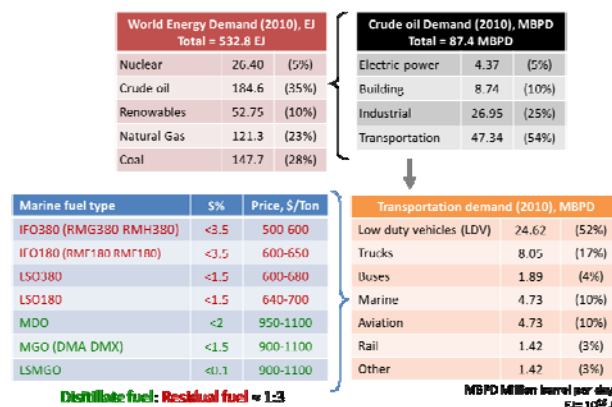 World Energy Demand (2010), EJ
Total = 532.8 EJ
Nuclear 26.40 (5%)
Crude oil 184.6 (35%)
Renewables 52.75 (10%)
Natural Gas 121.3 (23%)
Coal 147.7 (28%)
Crude oil Demand (2010), MBPD
Total = 87.4 MBPD
Electric power 4.37 (5%)
Building 8.74 (10%)
Industrial 26.95 (25%)
Transportation 47.34 (54%)
Marine fuel type S% Price, $/Ton
IFO380 (RMG380 RMH380) <3.5 500-600
IFO180 (RME180 RMF180) <3.5 600-650
LSO380 <1.5 600-680
LSO180 <1.5 640-700
MDO <2 950-1100
MGO (DMA DMX) <1.5 900-1100
LSMGO <0.1 900-1100
Distillate fuel: Residual fuel ≈ 1:3
Transportation demand (2010), MBPD
Low duty vehicles (LDV) 24.62 (52%)
Trucks 8.05 (17%)
Buses 1.89 (4%)
Marine 4.73 (10%)
Aviation 4.73 (10%)
Rail 1.42 (3%)
Other 1.42 (3%)
MBPD Million barrel per day